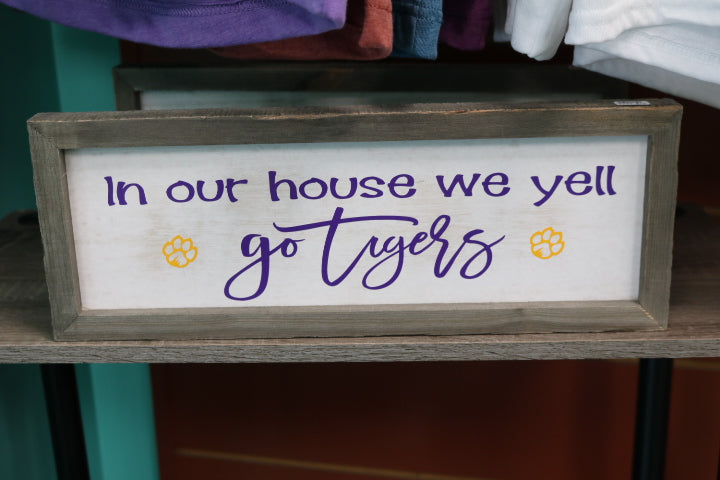 In our house we yell
go Tigers